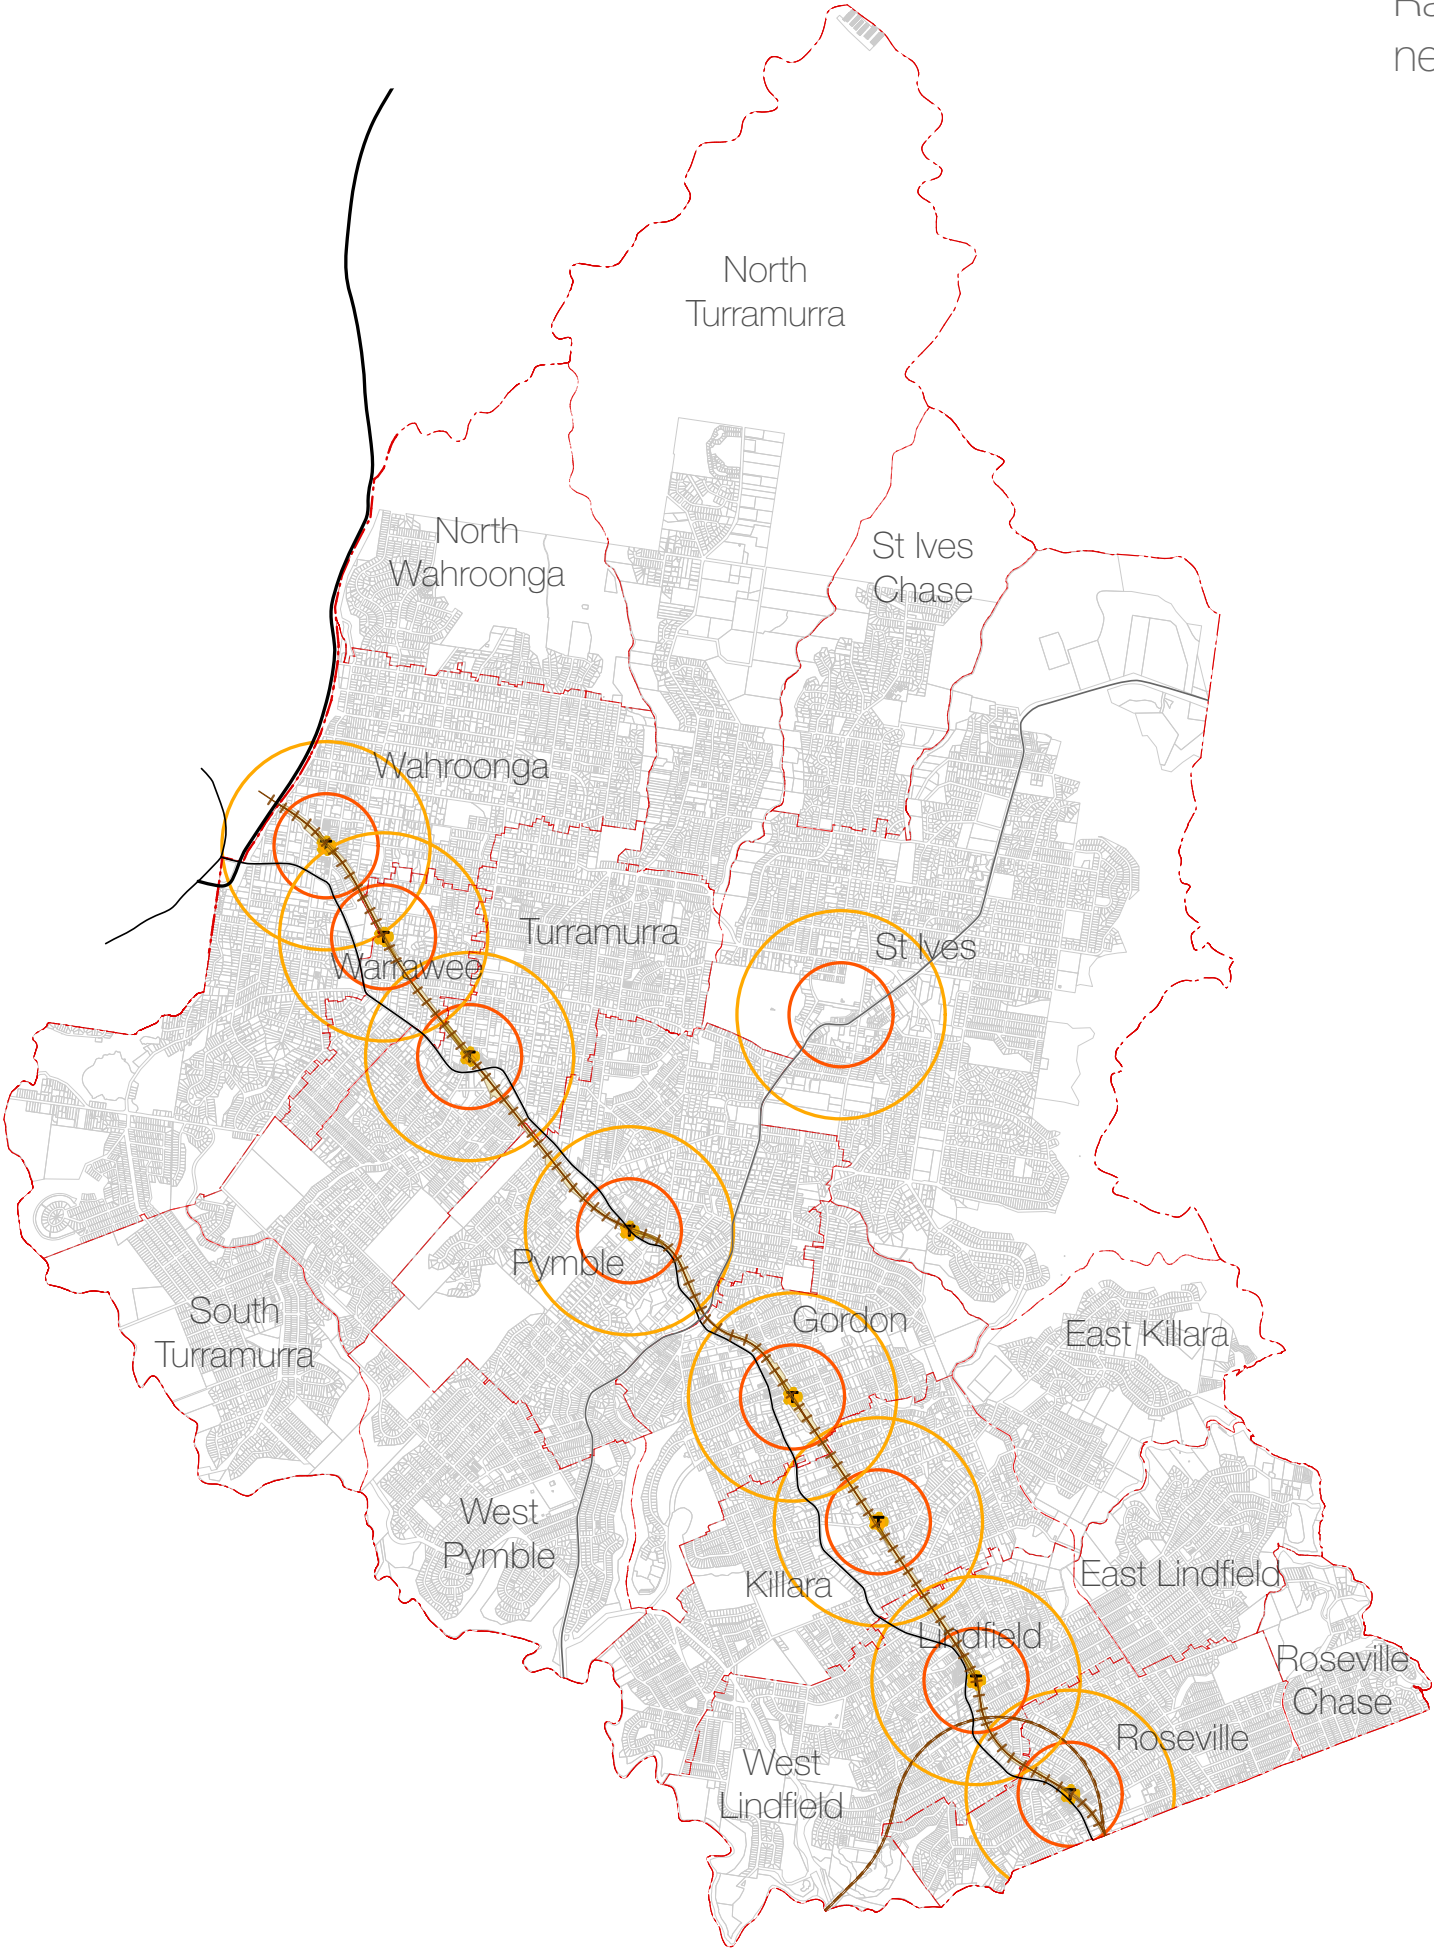 ne
North
Turramurra
North
Wahroonga
St Ives
Chase
Wahroonga
Turramurra
St Ives
Warrawee
Pymble
South
Turramurra
Gordon
East Killara
West
Pymble
Killara
East Lindfield
Lindfield
Roseville
Chase
Roseville
West
Lindfield